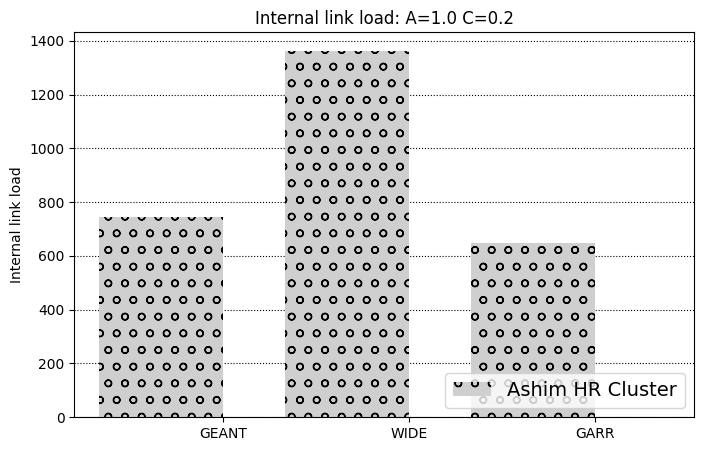 Internal link load: A=1.0 C=0.2
Internal link load
1400
1200
1000
800
600
400
200
0
GEANT
WIDE
GARR
Ashim HR Cluster